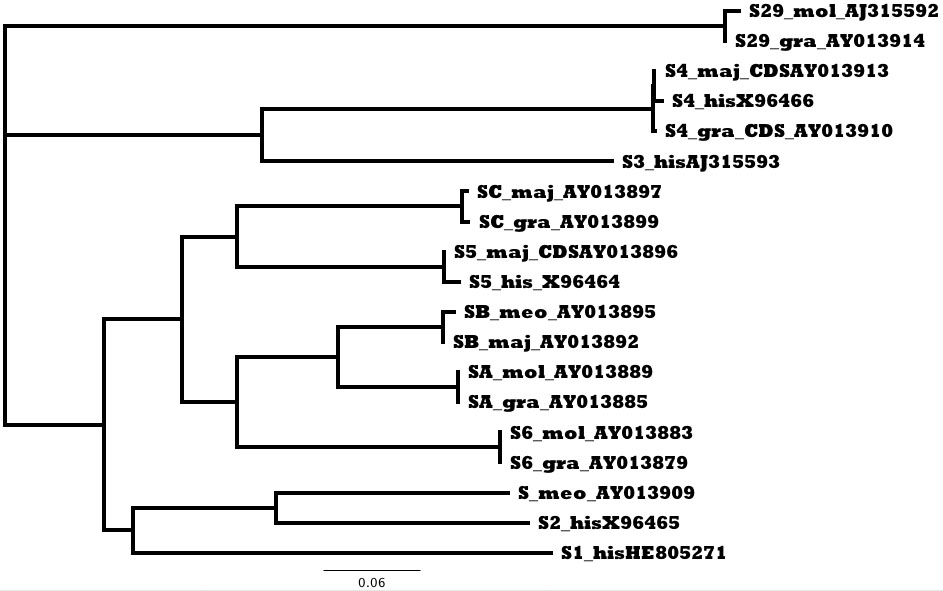 S29_mol_AJ315592
S29_gra_AY013914
S4_maj_CDSAY013913
S4_hisX96466
S4_gra_CDS_AY013910
S3_hisAJ315593
SC_maj_AY013897
SC_gra_AY013899
S5_maj_CDSAY013896
S5_his_X96464
SB_meo_AY013895
SB_maj_AY013892
SA_mol_AY013889
SA_gra_AY013885
S6_mol_AY013883
S6_gra_AY013879
S_meo_AY013909
S2_hisX96465
S1_hisHE805271
0.06